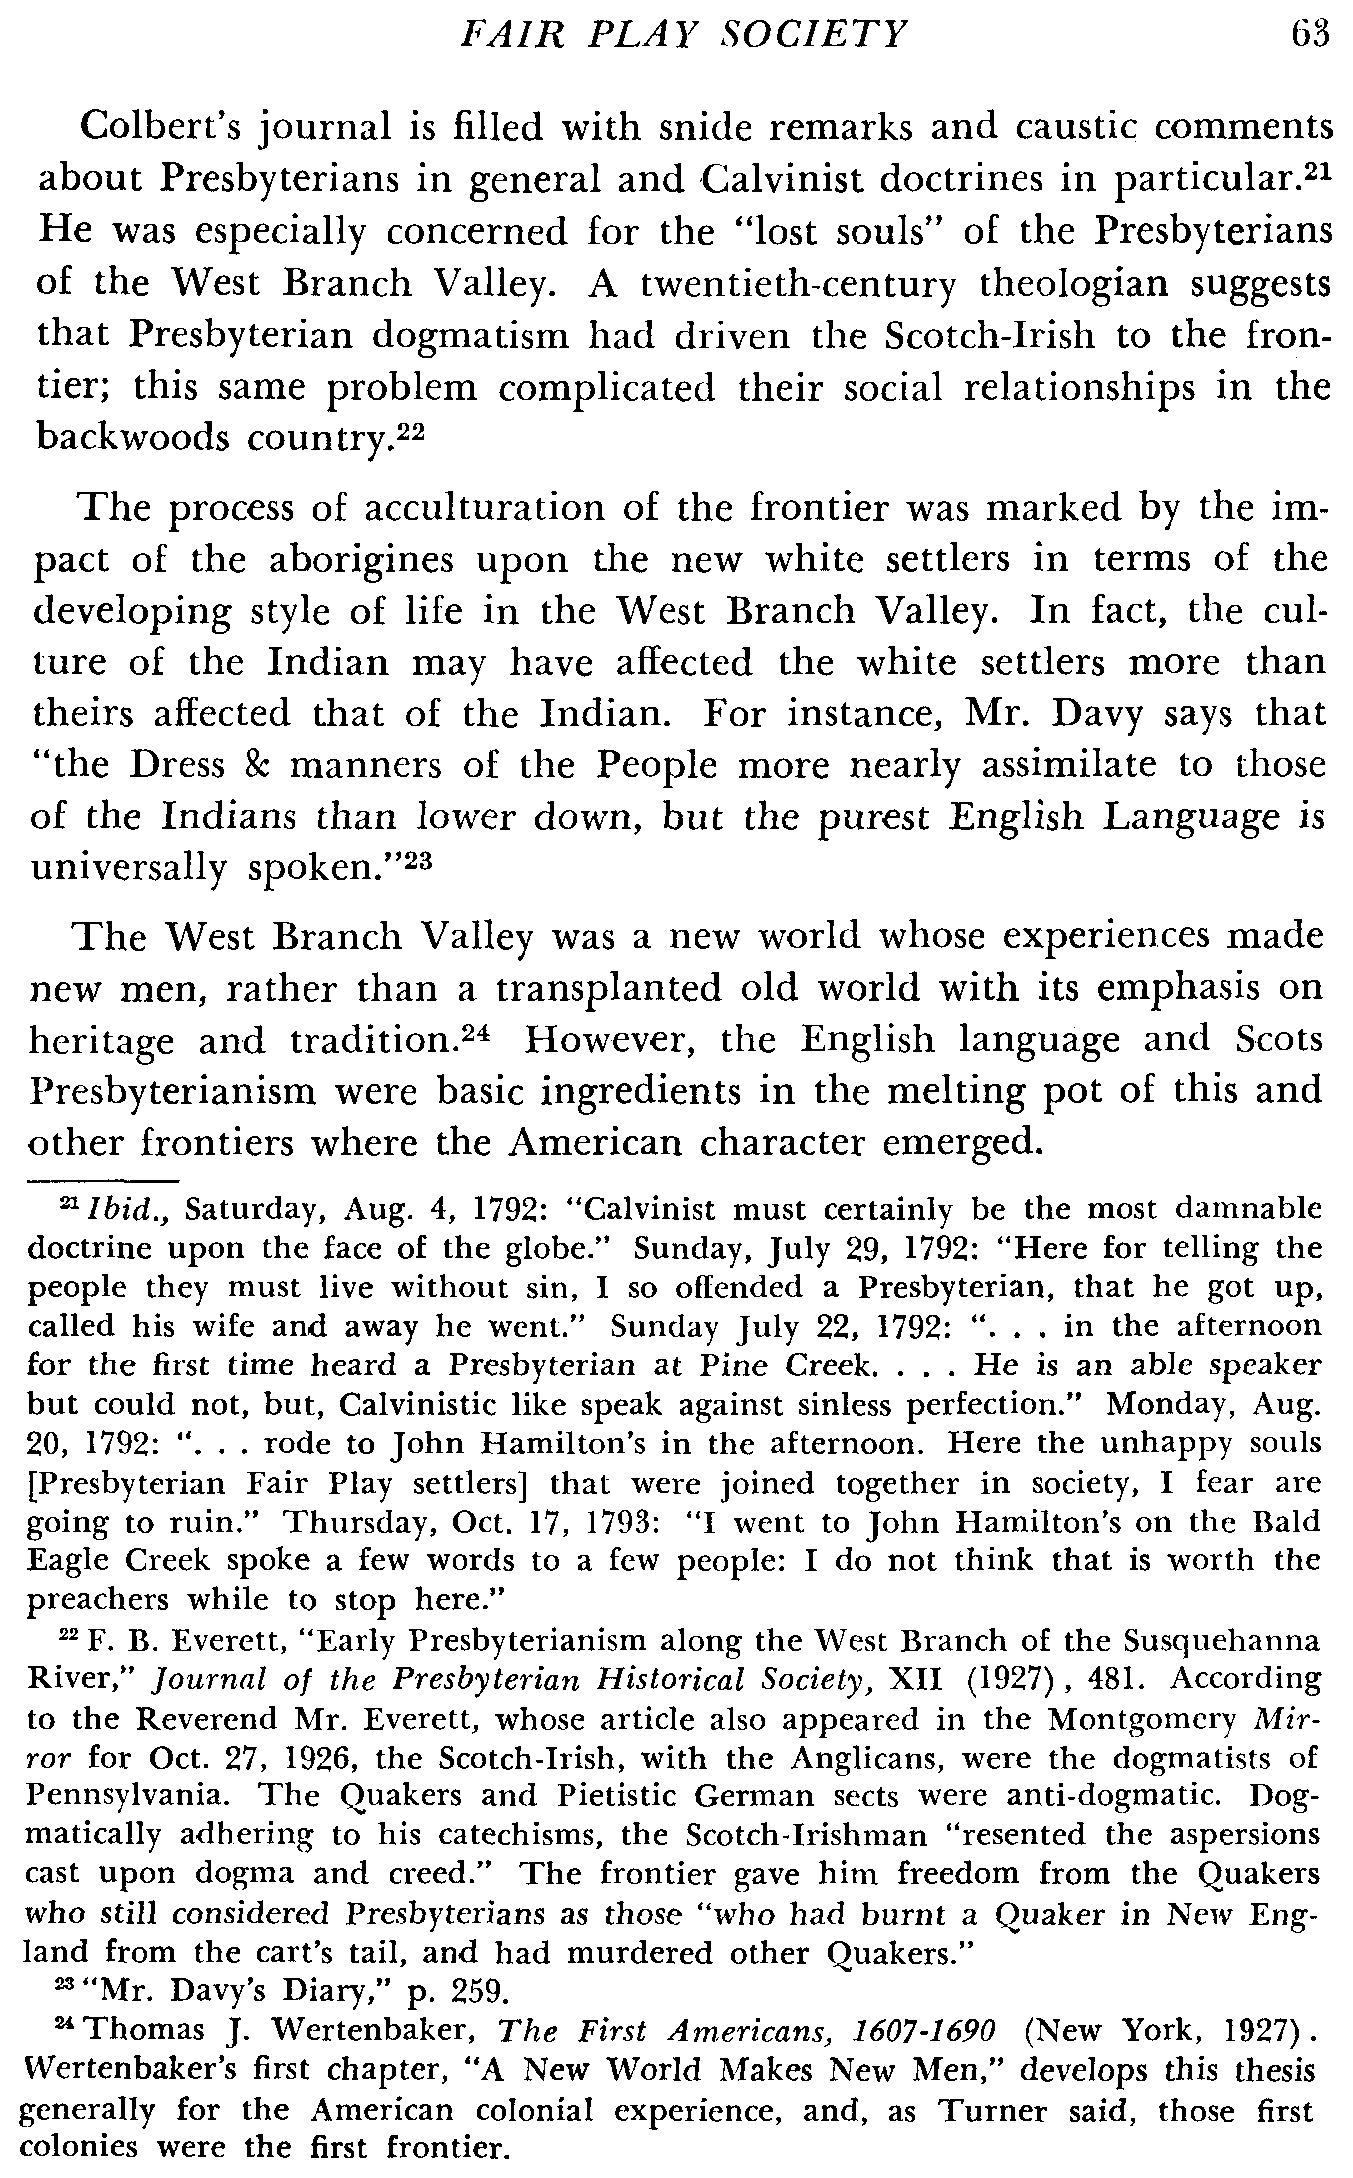 FAIR PLAY SOCIETY 63
Colbert's journal is filled with snide remarks and caustic comments
about Presbyterians in general and Calvinist doctrines in particular.²¹
He was especially concerned for the "lost souls" of the Presbyterians
of the West Branch Valley. A twentieth-century theologian suggests
that Presbyterian dogmatism had driven the Scotch-Irish to the fron-
tier; this same problem complicated their social relationships in the
backwoods country.²²
The process of acculturation of the frontier was marked by the im-
pact of the aborigines upon the new white settlers in terms of the
developing style of life in the West Branch Valley. In fact, the cul-
ture of the Indian may have affected the white settlers more than
theirs affected that of the Indian. For instance, Mr. Davy says that
"the Dress & manners of the People more nearly assimilate to those
of the Indians than lower down, but the purest English Language is
universally spoken."²³
The West Branch Valley was a new world whose experiences made
new men, rather than a transplanted old world with its emphasis on
heritage and tradition.²⁴ However, the English language and Scots
Presbyterianism were basic ingredients in the melting pot of this and
other frontiers where the American character emerged.
²¹ Ibid., Saturday, Aug. 4, 1792: "Calvinist must certainly be the most damnable
doctrine upon the face of the globe." Sunday, July 29, 1792: "Here for telling the
people they must live without sin, I so offended a Presbyterian, that he got up,
called his wife and away he went." Sunday July 22, 1792: ". . . in the afternoon
for the first time heard a Presbyterian at Pine Creek. . . . He is an able speaker
but could not, but, Calvinistic like speak against sinless perfection." Monday, Aug.
20, 1792: ". . . rode to John Hamilton's in the afternoon. Here the unhappy souls
[Presbyterian Fair Play settlers] that were joined together in society, I fear are
going to ruin." Thursday, Oct. 17, 1793: "I went to John Hamilton's on the Bald
Eagle Creek spoke a few words to a few people: I do not think that is worth the
preachers while to stop here."
²² F. B. Everett, "Early Presbyterianism along the West Branch of the Susquehanna
River," Journal of the Presbyterian Historical Society, XII (1927), 481. According
to the Reverend Mr. Everett, whose article also appeared in the Montgomery Mir-
ror for Oct. 27, 1926, the Scotch-Irish, with the Anglicans, were the dogmatists of
Pennsylvania. The Quakers and Pietistic German sects were anti-dogmatic. Dog-
matically adhering to his catechisms, the Scotch-Irishman "resented the aspersions
cast upon dogma and creed." The frontier gave him freedom from the Quakers
who still considered Presbyterians as those "who had burnt a Quaker in New Eng-
land from the cart's tail, and had murdered other Quakers."
²³ "Mr. Davy's Diary," p. 259.
²⁴ Thomas J. Wertenbaker, The First Americans, 1607-1690 (New York, 1927).
Wertenbaker's first chapter, "A New World Makes New Men," develops this thesis
generally for the American colonial experience, and, as Turner said, those first
colonies were the first frontier.